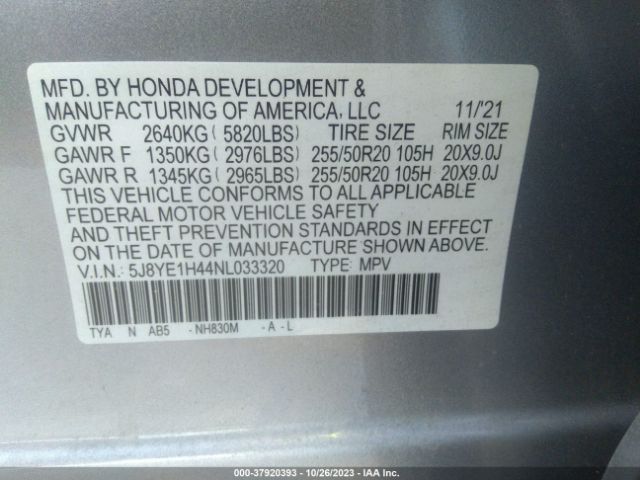 MFD. BY HONDA DEVELOPMENT &
MANUFACTURING OF AMERICA, LLC 11/'21
GVWR 2640KG( 5820LBS) TIRE SIZE RIM SIZE
GAWR F 1350KG( 2976LBS) 255/50R20 105H 20X9.0J
GAWR R 1345KG( 2965LBS) 255/50R20 105H 20X9.0J
THIS VEHICLE CONFORMS TO ALL APPLICABLE
FEDERAL MOTOR VEHICLE SAFETY
AND THEFT PREVENTION STANDARDS IN EFFECT
ON THE DATE OF MANUFACTURE SHOWN ABOVE.
V.I.N.: 5J8YE1H44NL033320 TYPE: MPV
TYA N AB5 -NH830M -A-L
000-37920393 - 10/26/2023 - IAA Inc.